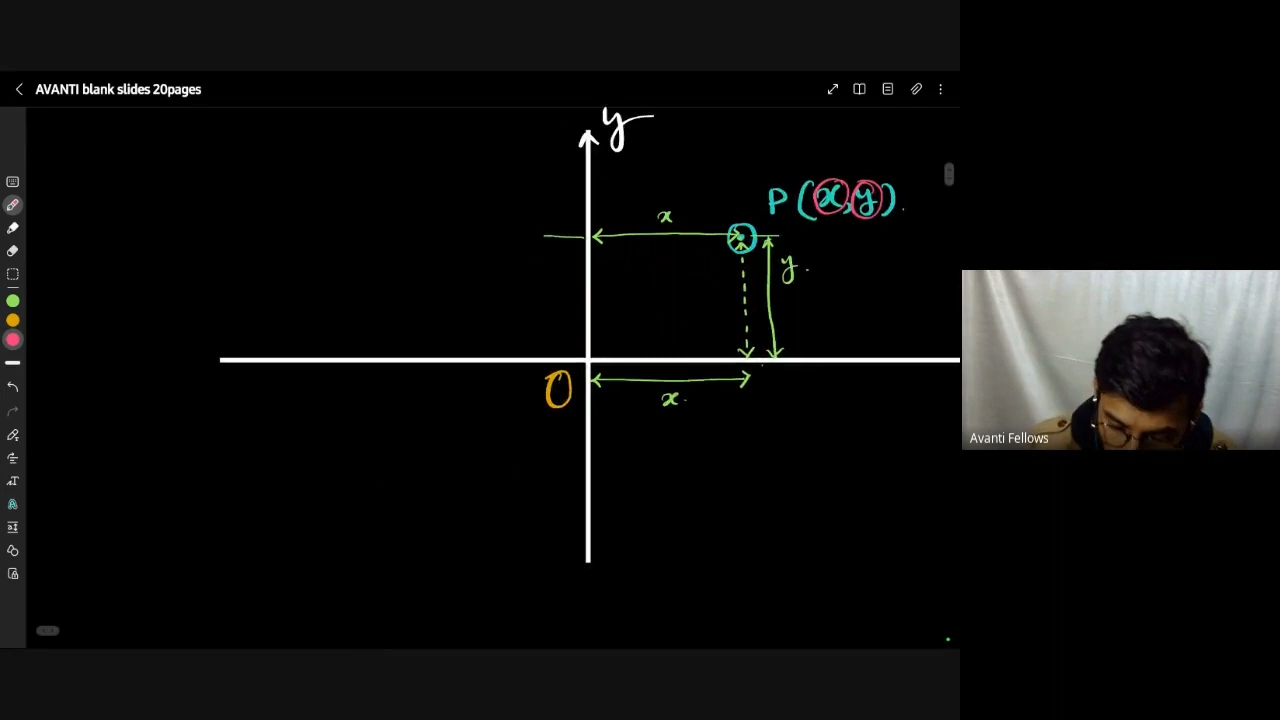 AVANTI blank slides 20pages
y
P (x, y).
x
y.
O
x.
Avanti Fellows